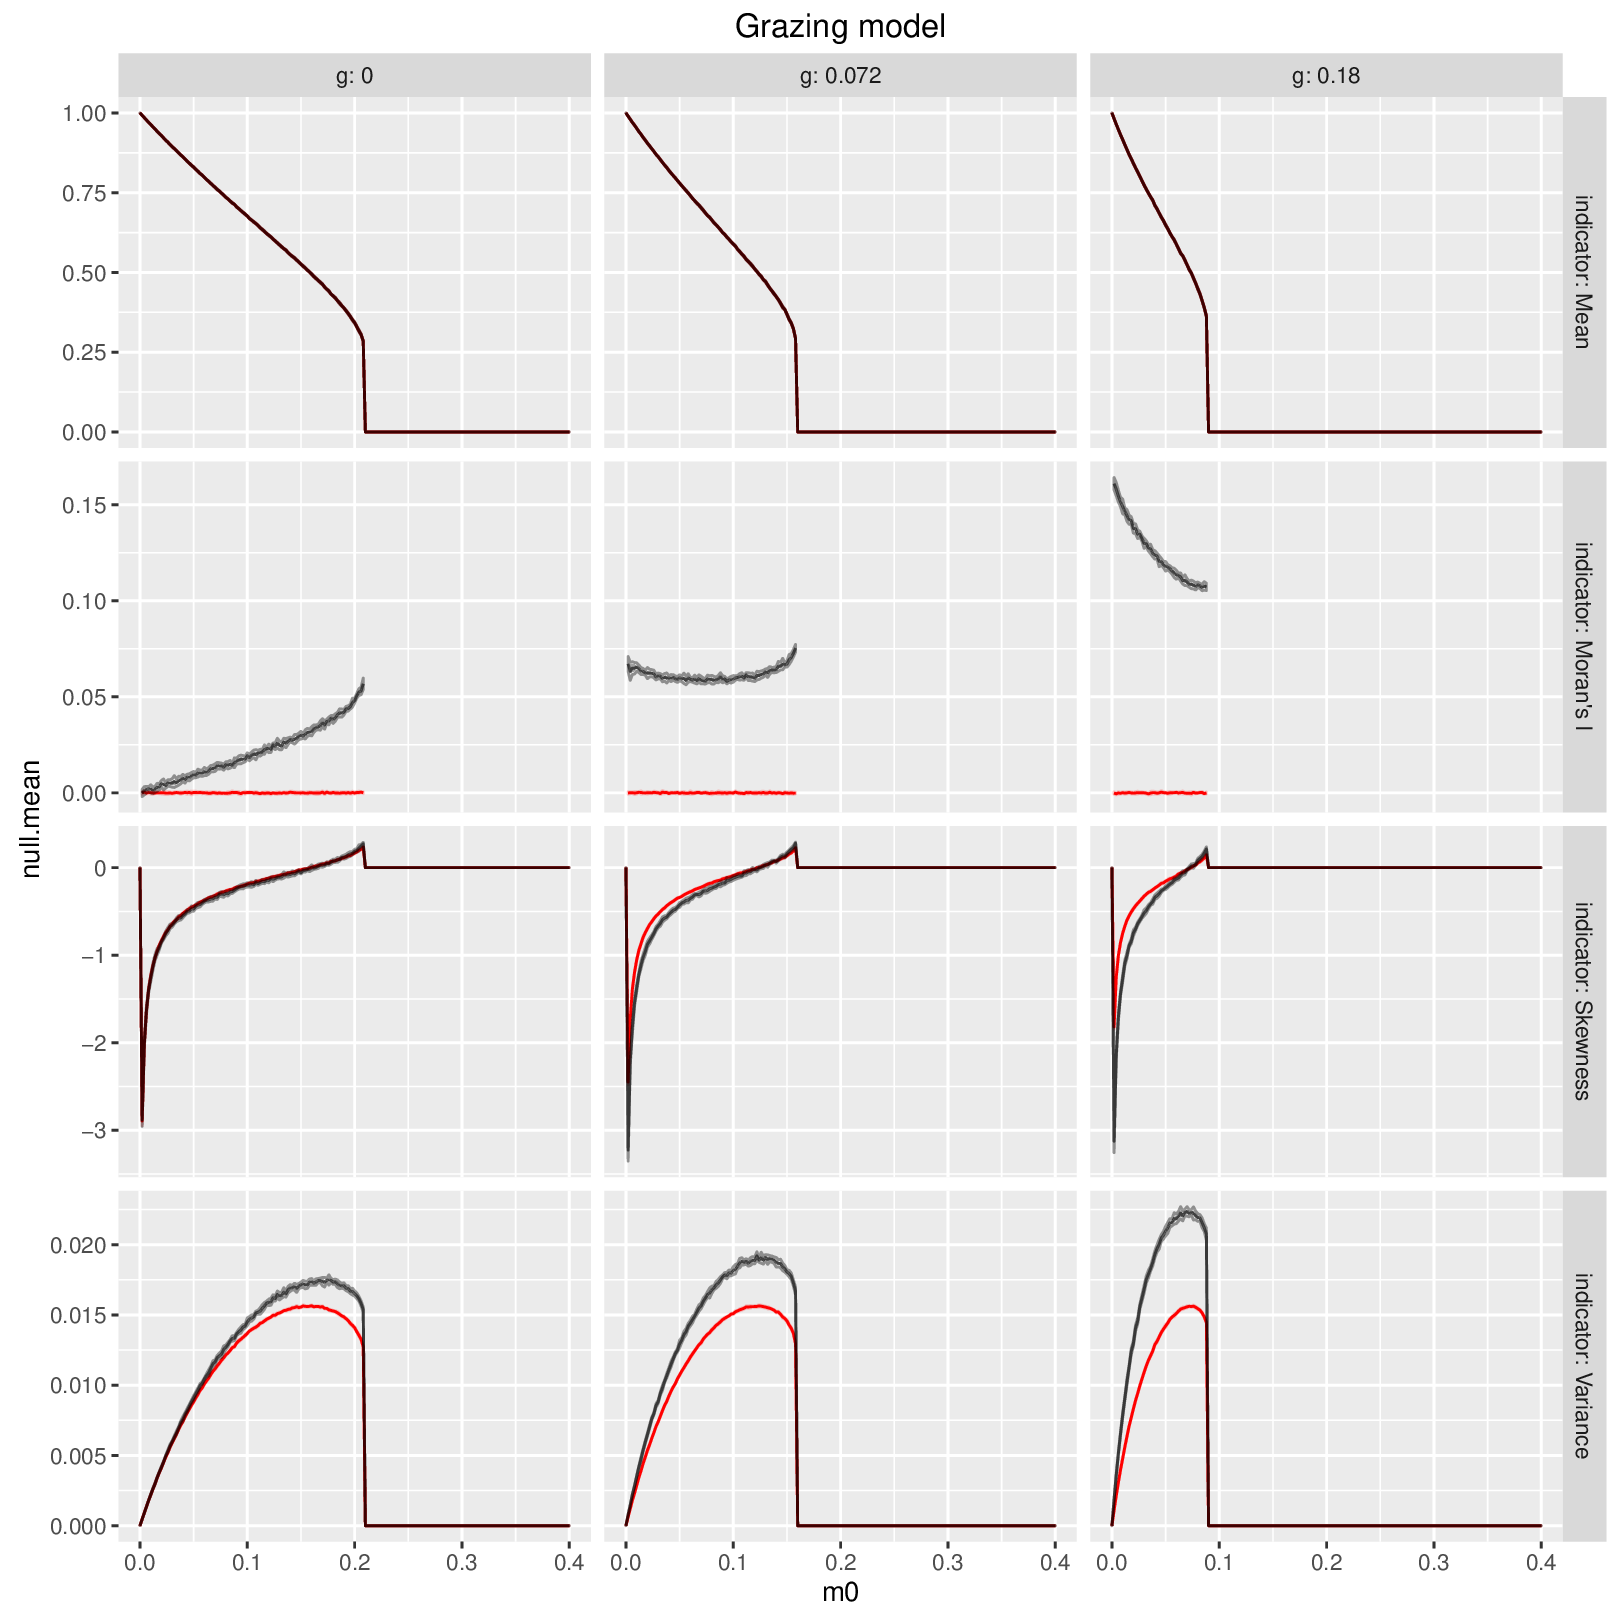 Grazing model
g: 0
g: 0.072
g: 0.18
1.00
0.75
0.50
0.25
0.00
indicator: Mean
0.15
0.10
0.05
0.00
indicator: Moran's I
0
−1
−2
−3
indicator: Skewness
0.020
0.015
0.010
0.005
0.000
indicator: Variance
null.mean
0.0 0.1 0.2 0.3 0.4
0.0 0.1 0.2 0.3 0.4
0.0 0.1 0.2 0.3 0.4
m0